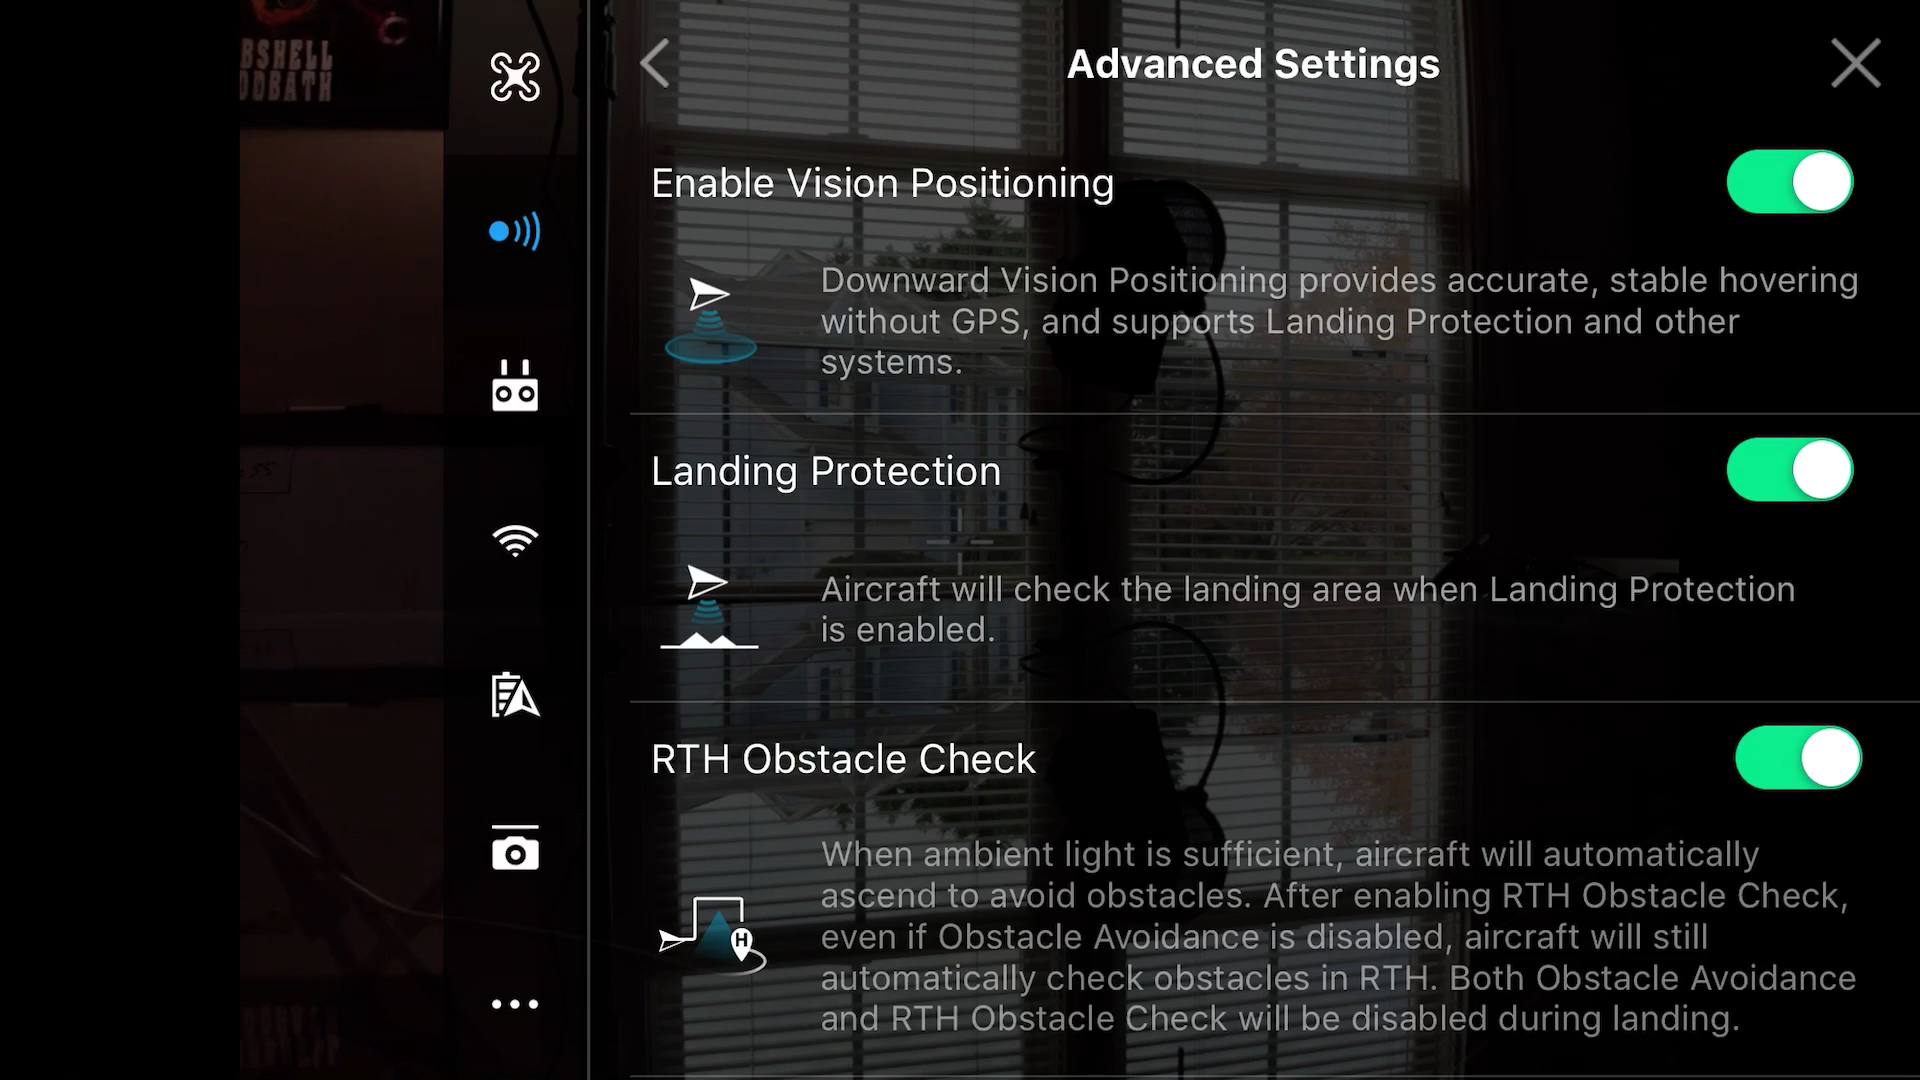 BSHELL
ODBATH
Advanced Settings
Enable Vision Positioning
Downward Vision Positioning provides accurate, stable hovering
without GPS, and supports Landing Protection and other
systems.
Landing Protection
Aircraft will check the landing area when Landing Protection
is enabled.
RTH Obstacle Check
H
When ambient light is sufficient, aircraft will automatically
ascend to avoid obstacles. After enabling RTH Obstacle Check,
even if Obstacle Avoidance is disabled, aircraft will still
automatically check obstacles in RTH. Both Obstacle Avoidance
and RTH Obstacle Check will be disabled during landing.